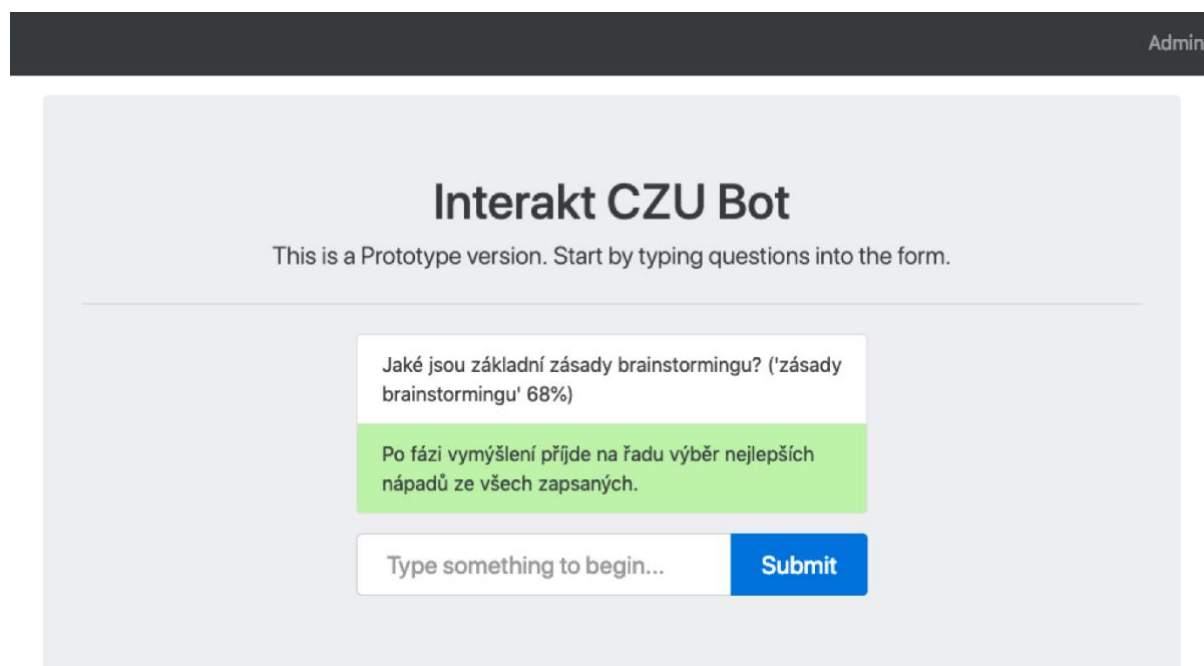 Admin
Interakt CZU Bot
This is a Prototype version. Start by typing questions into the form.
Jaké jsou základní zásady brainstormingu? ('zásady
brainstormingu' 68%)
Po fázi vymýšlení příjde na řadu výběr nejlepších
nápadů ze všech zapsaných.
Type something to begin...
Submit